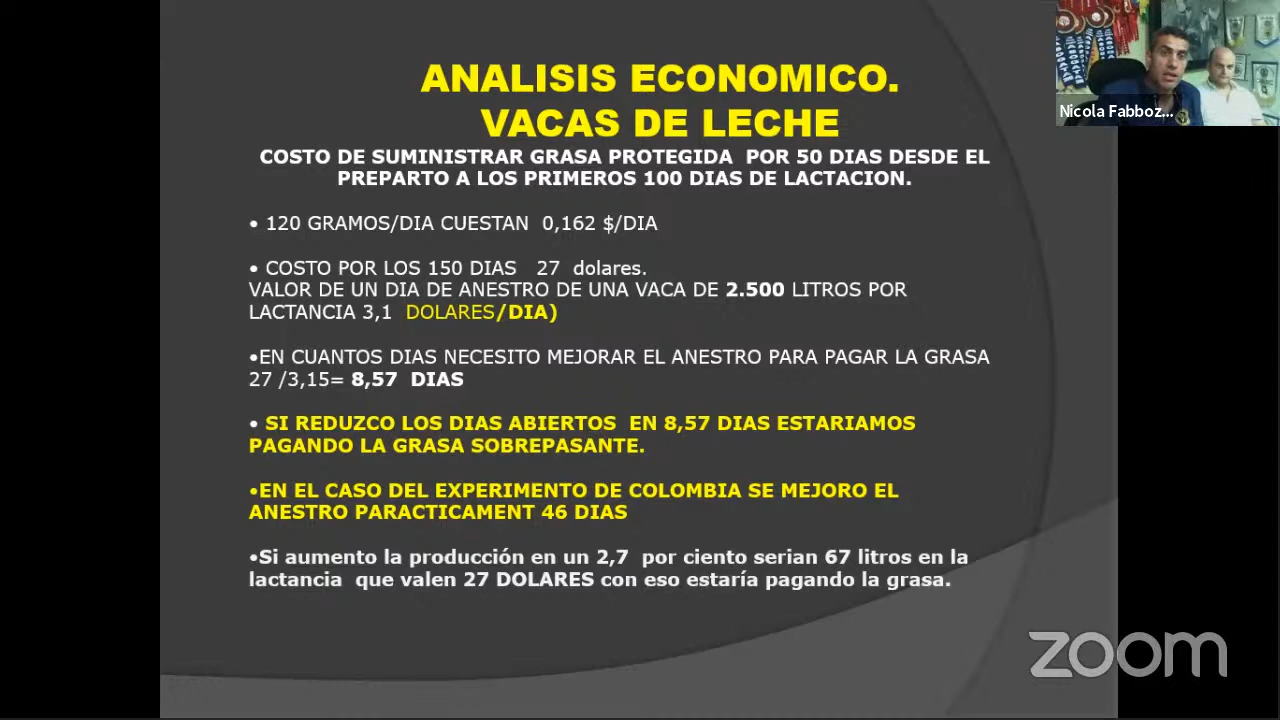 ANALISIS ECONOMICO.
VACAS DE LECHE
COSTO DE SUMINISTRAR GRASA PROTEGIDA POR 50 DIAS DESDE EL
PREPARTO A LOS PRIMEROS 100 DIAS DE LACTACION.
• 120 GRAMOS/DIA CUESTAN 0,162 $/DIA
• COSTO POR LOS 150 DIAS 27 dolares.
VALOR DE UN DIA DE ANESTRO DE UNA VACA DE 2.500 LITROS POR
LACTANCIA 3,1 DOLARES/DIA)
•EN CUANTOS DIAS NECESITO MEJORAR EL ANESTRO PARA PAGAR LA GRASA
27 /3,15= 8,57 DIAS
• SI REDUZCO LOS DIAS ABIERTOS EN 8,57 DIAS ESTARIAMOS
PAGANDO LA GRASA SOBREPASANTE.
•EN EL CASO DEL EXPERIMENTO DE COLOMBIA SE MEJORO EL
ANESTRO PARACTICAMENT 46 DIAS
•Si aumento la producción en un 2,7 por ciento serian 67 litros en la
lactancia que valen 27 DOLARES con eso estaría pagando la grasa.
Nicola Fabboz...
zoom